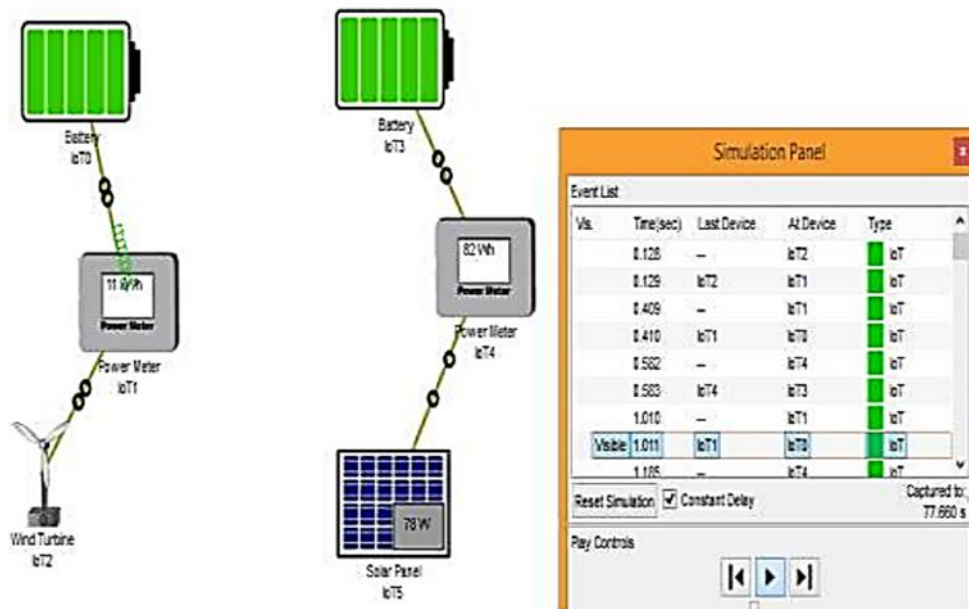 Battery
IoT0
Power Meter
Power Meter
IoT1
Wind Turbine
IoT2
Battery
IoT3
82 Wh
Power Meter
Power Meter
IoT4
78 W
Solar Panel
IoT5
Simulation Panel
Event List
Vis. Time(sec) Last Device At Device Type
0.128 -- IoT2 IoT
0.129 IoT2 IoT1 IoT
0.409 -- IoT1 IoT
0.410 IoT1 IoT0 IoT
0.582 -- IoT4 IoT
0.583 IoT4 IoT3 IoT
1.010 -- IoT1 IoT
Visible 1.011 IoT1 IoT0 IoT
1.185 -- IoT4 IoT
Reset Simulation Constant Delay
Captured to:
77.660 s
Play Controls